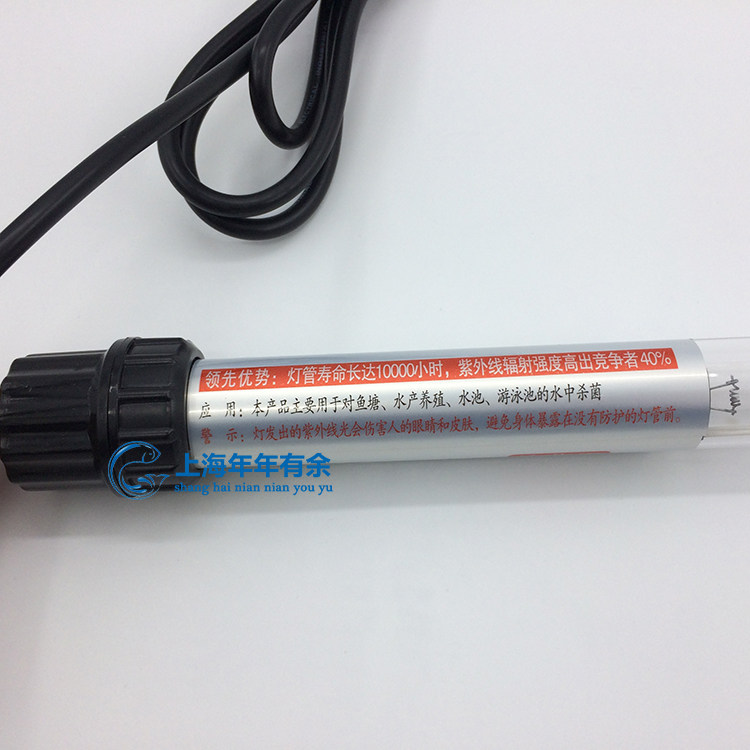 领先优势：灯管寿命长达10000小时，紫外线辐射强度高出竞争者40%
应 用：本产品主要用于对鱼塘、水产养殖、水池、游泳池的水中杀菌
警 示：灯发出的紫外线光会伤害人的眼睛和皮肤，避免身体暴露在没有防护的灯管前。
上海年年有余
shang hai nian nian you yu